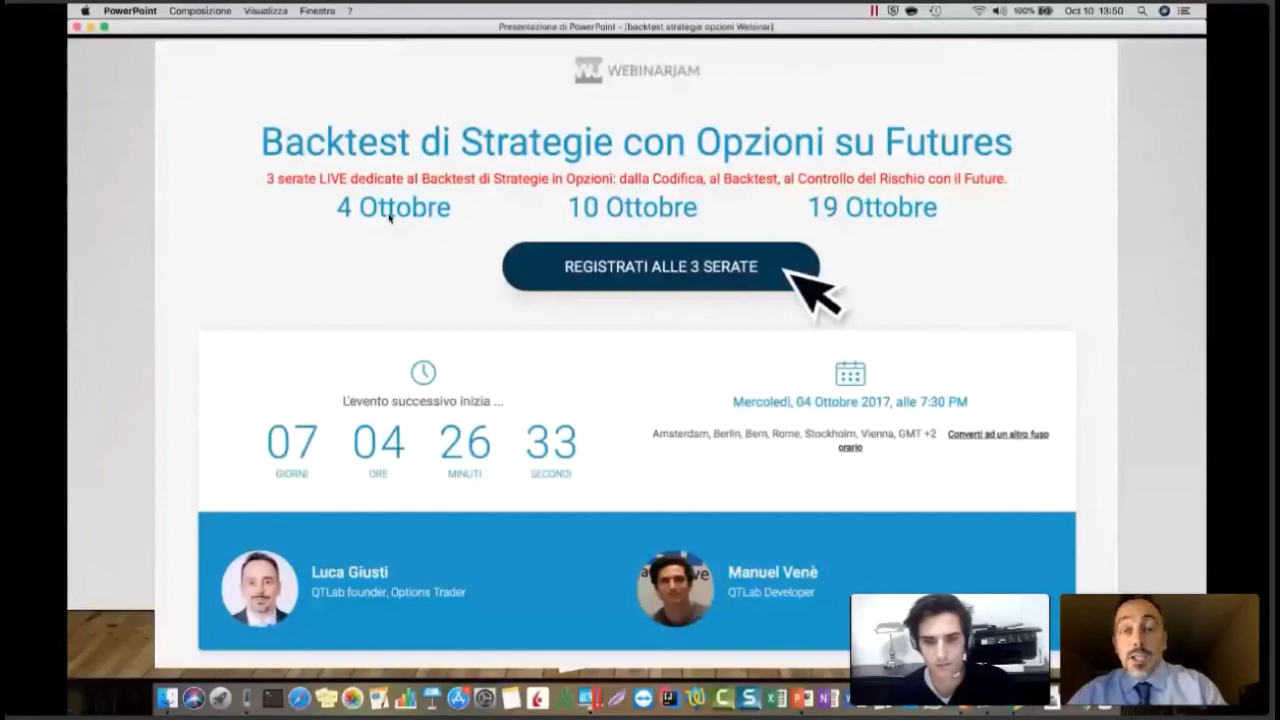 PowerPoint Composizione Visualizza Finestra ? 100% Oct 10 13:50
Presentazione di PowerPoint - [backtest strategie opzioni Webinar]
WJ WEBINARJAM
Backtest di Strategie con Opzioni su Futures
3 serate LIVE dedicate al Backtest di Strategie in Opzioni: dalla Codifica, al Backtest, al Controllo del Rischio con il Future.
4 Ottobre 10 Ottobre 19 Ottobre
REGISTRATI ALLE 3 SERATE
L'evento successivo inizia ...
07 04 26 33
GIORNI ORE MINUTI SECONDI
Mercoledì, 04 Ottobre 2017, alle 7:30 PM
Amsterdam, Berlin, Bern, Rome, Stockholm, Vienna, GMT +2 Converti ad un altro fuso
orario
Luca Giusti
QTLab founder, Options Trader
Manuel Venè
QTLab Developer